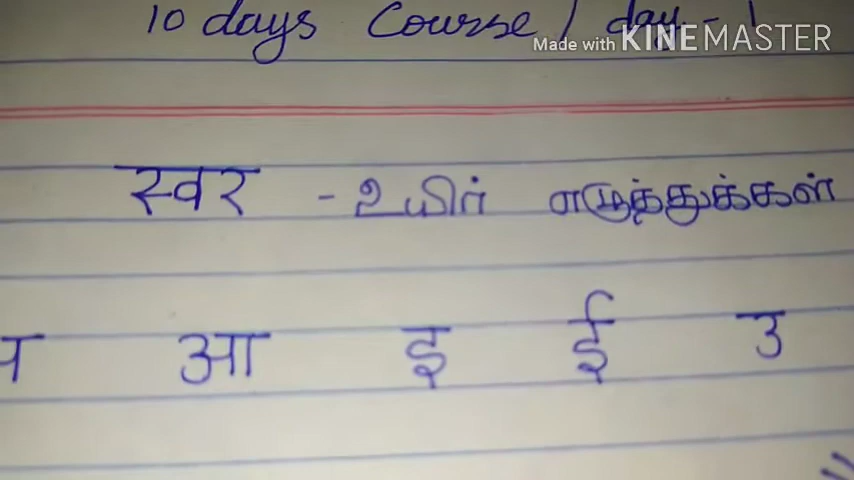 10 days Course / day - 1
Made with KINEMASTER
स्वर - உயிர் எழுத்துக்கள்
आ इ ई उ